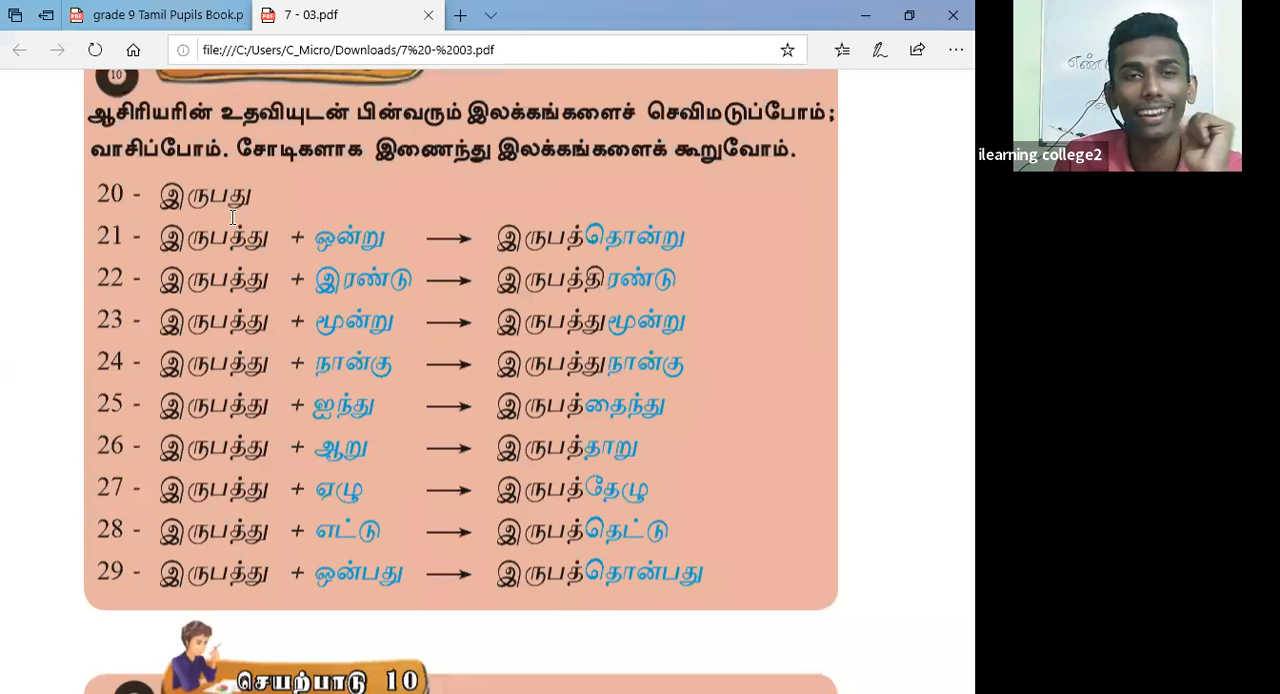 grade 9 Tamil Pupils Book.p
7 - 03.pdf
file:///C:/Users/C_Micro/Downloads/7%20-%2003.pdf
10
ஆசிரியரின் உதவியுடன் பின்வரும் இலக்கங்களைச் செவிமடுப்போம்;
வாசிப்போம். சோடிகளாக இணைந்து இலக்கங்களைக் கூறுவோம்.
20 - இருபது
21 - இருபத்து + ஒன்று → இருபத்தொன்று
22 - இருபத்து + இரண்டு → இருபத்திரண்டு
23 - இருபத்து + மூன்று → இருபத்துமூன்று
24 - இருபத்து + நான்கு → இருபத்துநான்கு
25 - இருபத்து + ஐந்து → இருபத்தைந்து
26 - இருபத்து + ஆறு → இருபத்தாறு
27 - இருபத்து + ஏழு → இருபத்தேழு
28 - இருபத்து + எட்டு → இருபத்தெட்டு
29 - இருபத்து + ஒன்பது → இருபத்தொன்பது
செயற்பாடு 10
ilearning college2